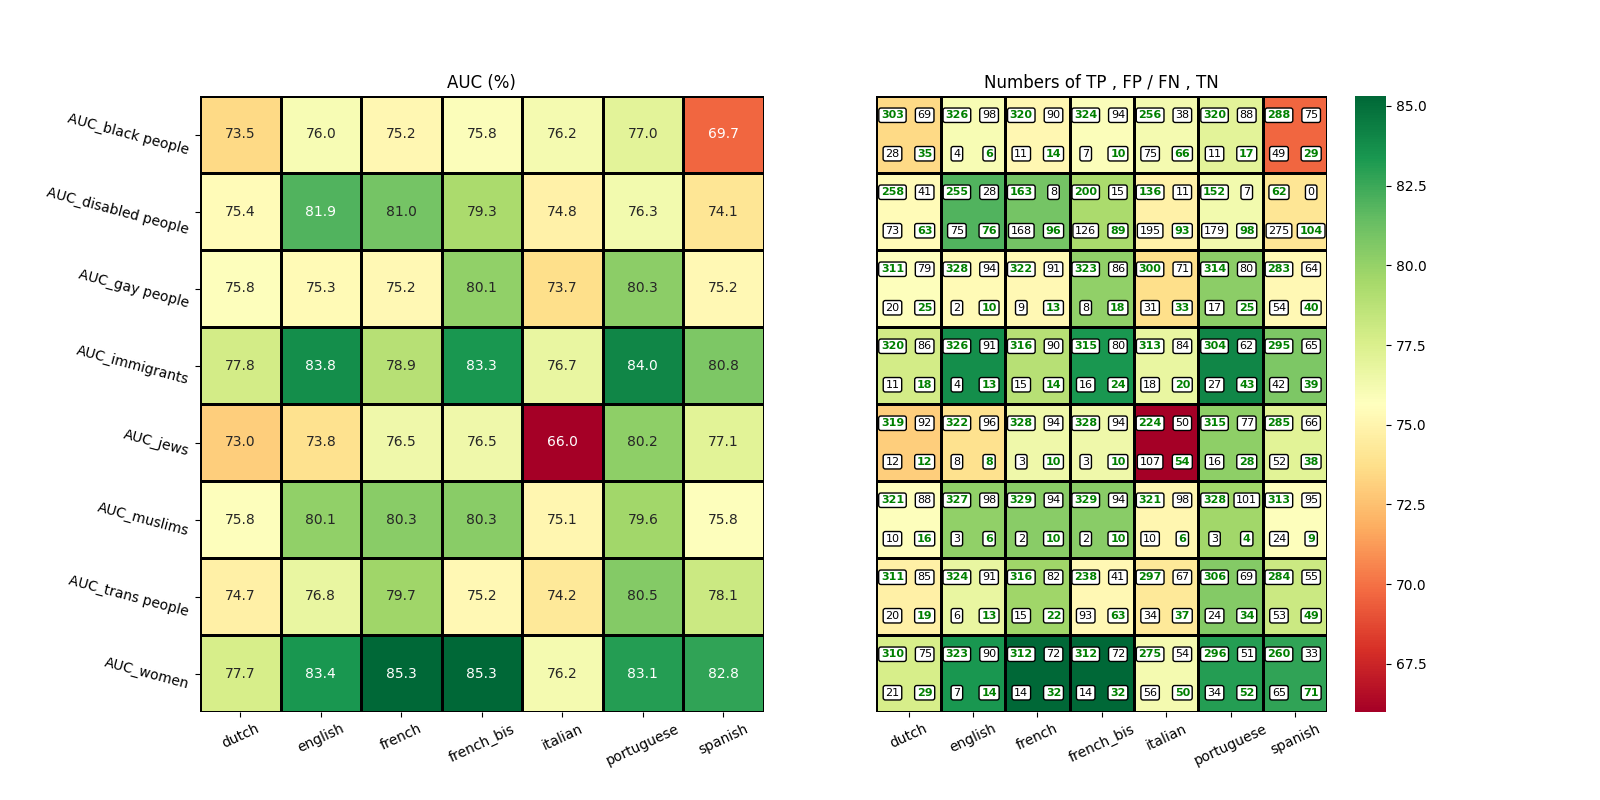 AUC (%)
AUC_black people 73.5 76.0 75.2 75.8 76.2 77.0 69.7
AUC_disabled people 75.4 81.9 81.0 79.3 74.8 76.3 74.1
AUC_gay people 75.8 75.3 75.2 80.1 73.7 80.3 75.2
AUC_immigrants 77.8 83.8 78.9 83.3 76.7 84.0 80.8
AUC_jews 73.0 73.8 76.5 76.5 66.0 80.2 77.1
AUC_muslims 75.8 80.1 80.3 80.3 75.1 79.6 75.8
AUC_trans people 74.7 76.8 79.7 75.2 74.2 80.5 78.1
AUC_women 77.7 83.4 85.3 85.3 76.2 83.1 82.8
dutch english french french_bis italian portuguese spanish
Numbers of TP , FP / FN , TN
303 69 326 98 320 90 324 94 256 38 320 88 288 75
28 35 4 6 11 14 7 10 75 66 11 17 49 29
258 41 255 28 163 8 200 15 136 11 152 7 62 0
73 63 75 76 168 96 126 89 195 93 179 98 275 104
311 79 328 94 322 91 323 86 300 71 314 80 283 64
20 25 2 10 9 13 8 18 31 33 17 25 54 40
320 86 326 91 316 90 315 80 313 84 304 62 295 65
11 18 4 13 15 14 16 24 18 20 27 43 42 39
319 92 322 96 328 94 328 94 224 50 315 77 285 66
12 12 8 8 3 10 3 10 107 54 16 28 52 38
321 88 327 98 329 94 329 94 321 98 328 101 313 95
10 16 3 6 2 10 2 10 10 6 3 4 24 9
311 85 324 91 316 82 238 41 297 67 306 69 284 55
20 19 6 13 15 22 93 63 34 37 24 34 53 49
310 75 323 90 312 72 312 72 275 54 296 51 260 33
21 29 7 14 14 32 14 32 56 50 34 52 65 71
dutch english french french_bis italian portuguese spanish
85.0
82.5
80.0
77.5
75.0
72.5
70.0
67.5